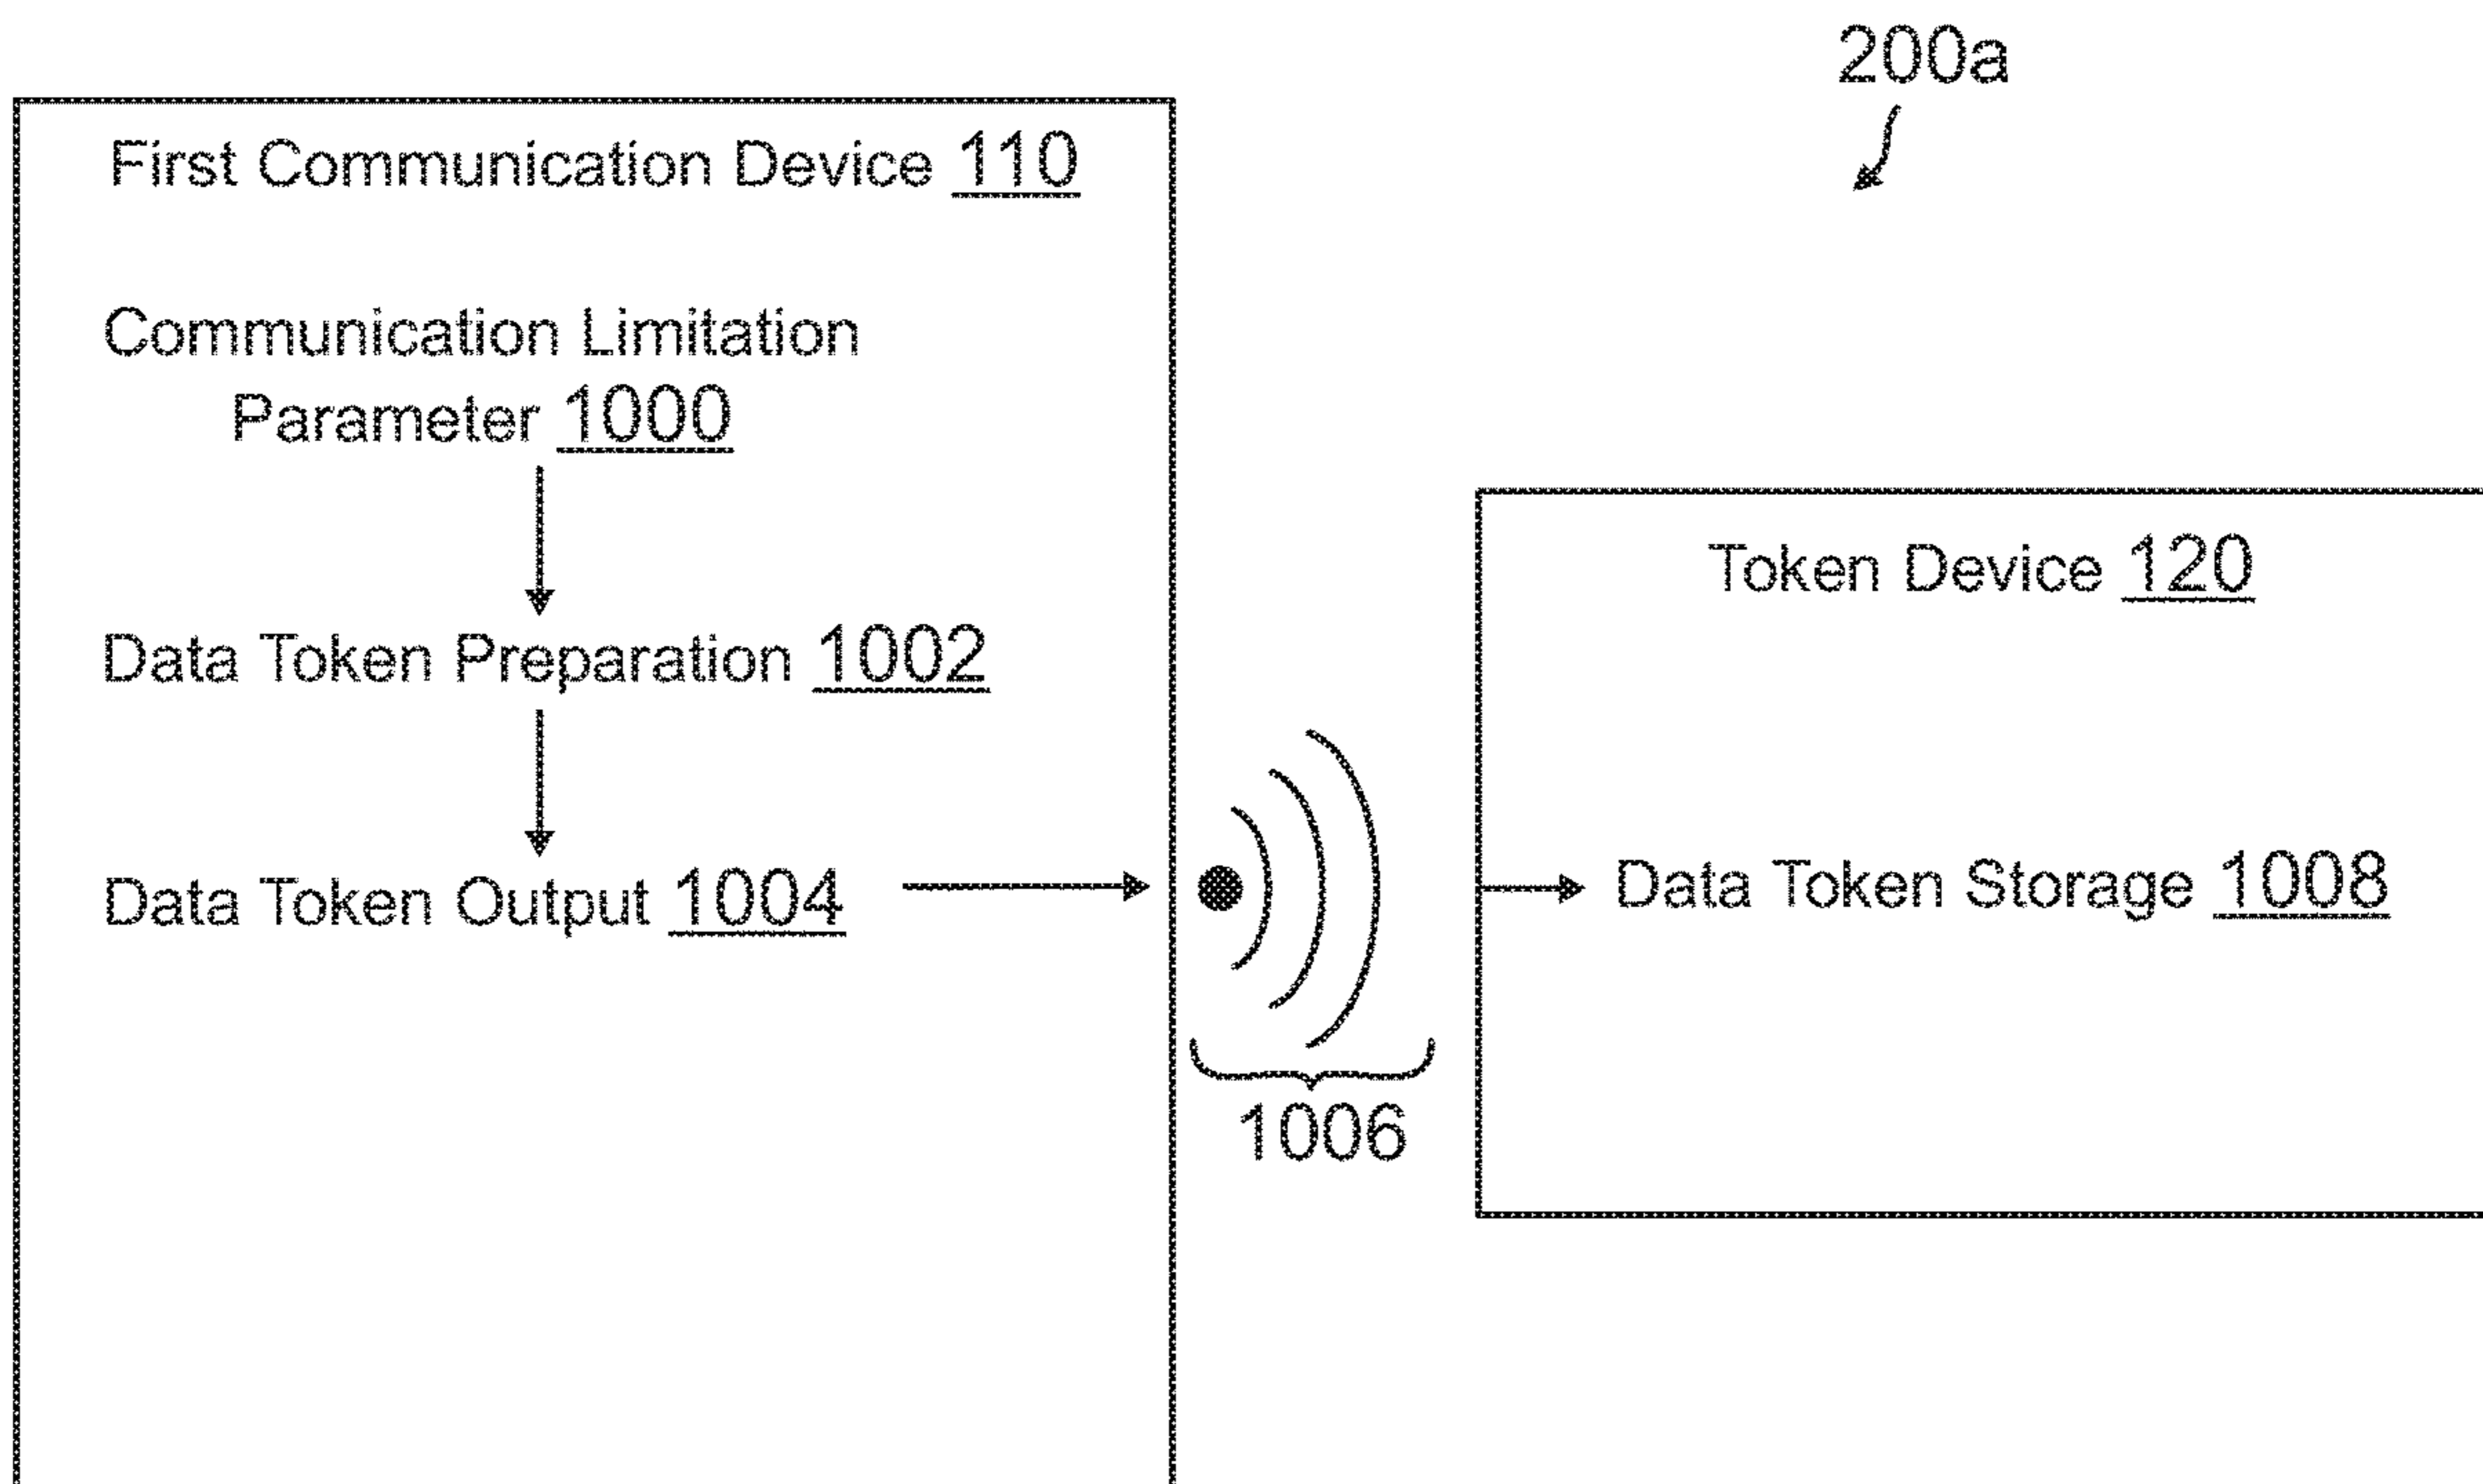 200a
First Communication Device 110
Communication Limitation
Parameter 1000
Data Token Preparation 1002
Data Token Output 1004
1006
Token Device 120
Data Token Storage 1008